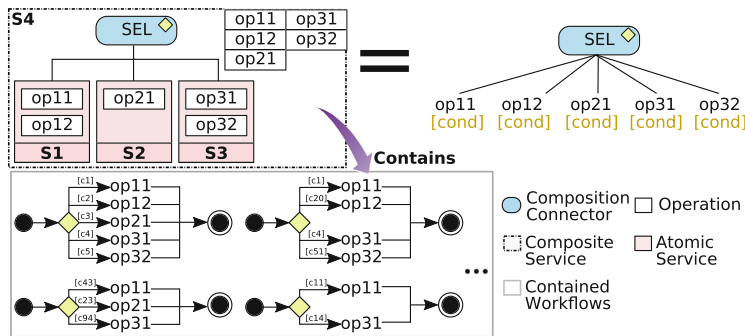 S4
SEL
op11 op31
op12 op32
op21
op11 op21 op31
op12 op32
S1 S2 S3
=
SEL
op11 op12 op21 op31 op32
[cond] [cond] [cond] [cond] [cond]
Contains
[c1] op11
[c2] op12
[c3] op21
[c4] op31
[c5] op32
[c1] op11
[c20] op12
[c4] op31
[c51] op32
...
[c43] op11
[c23] op21
[c94] op31
[c11] op11
[c14] op31
Composition
Connector
Operation
Composite
Service
Atomic
Service
Contained
Workflows